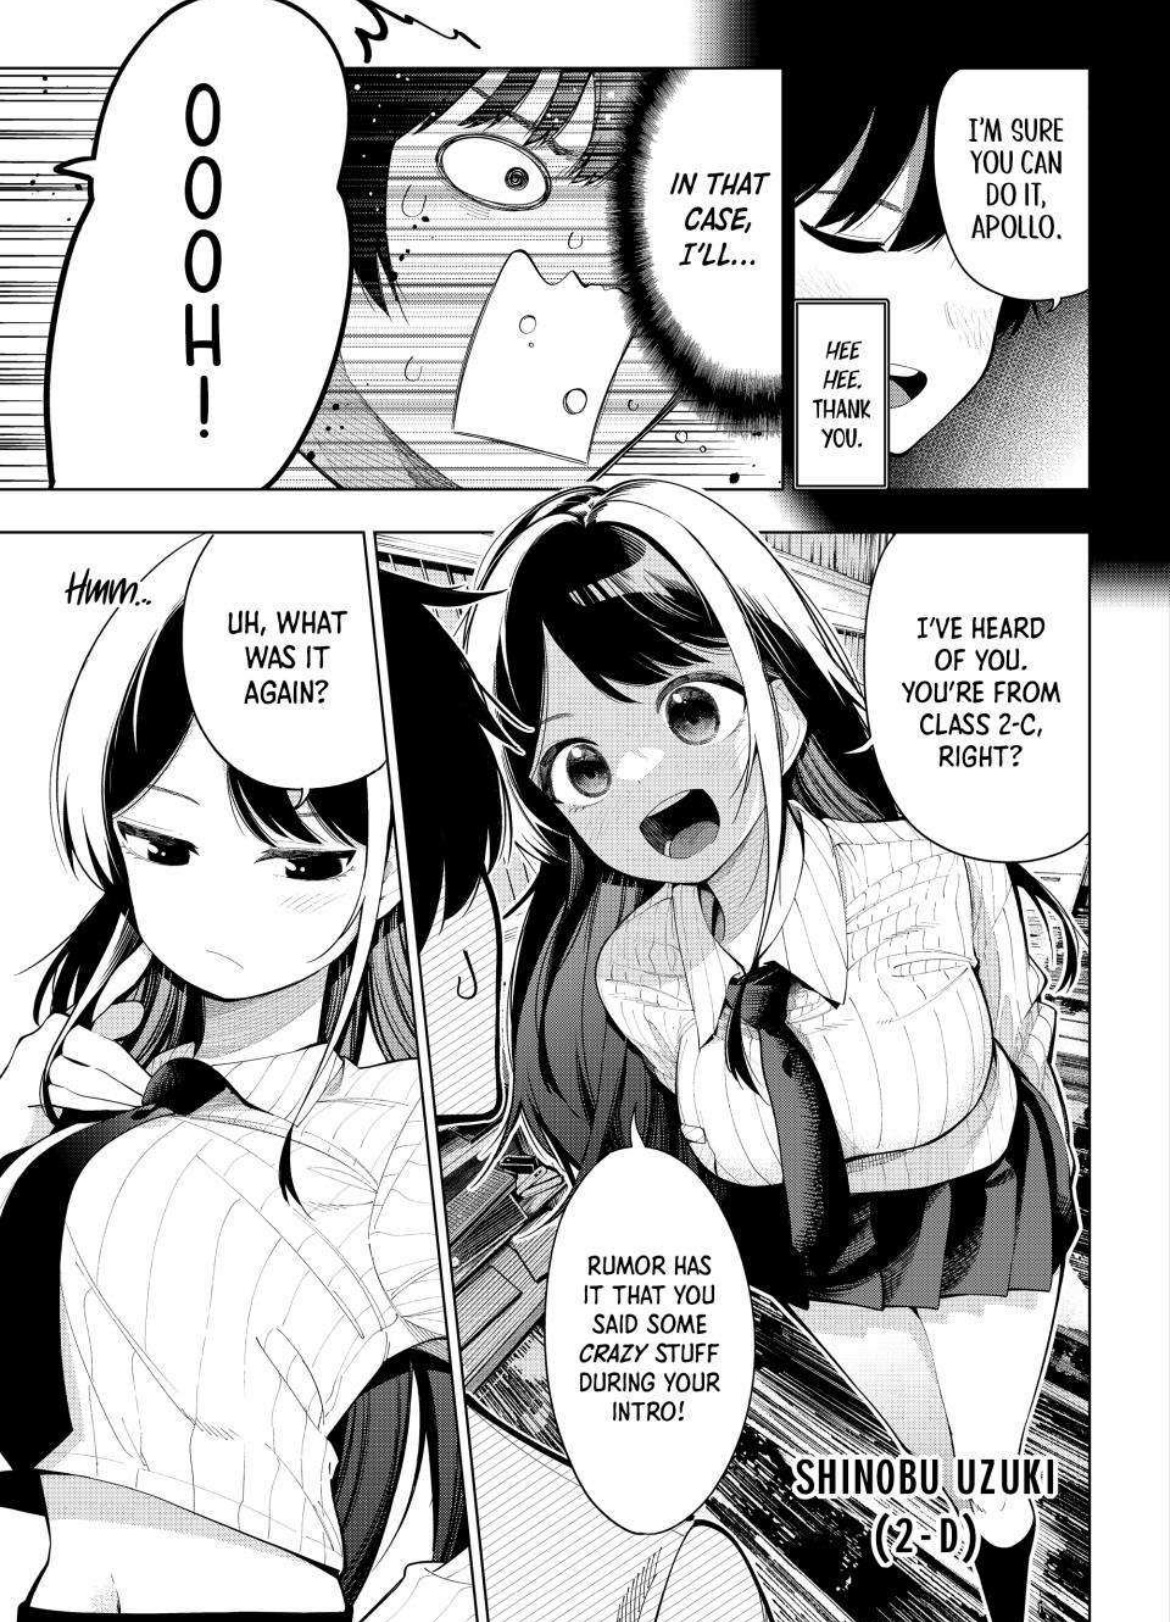 I'M SURE
YOU CAN
DO IT,
APOLLO.
HEE
HEE.
THANK
YOU.
IN THAT
CASE,
I'LL...
OOOOH!
I'VE HEARD
OF YOU.
YOU'RE FROM
CLASS 2-C,
RIGHT?
RUMOR HAS
IT THAT YOU
SAID SOME
CRAZY STUFF
DURING YOUR
INTRO!
SHINOBU UZUKI
(2-D)
UH, WHAT
WAS IT
AGAIN?
Hmm...